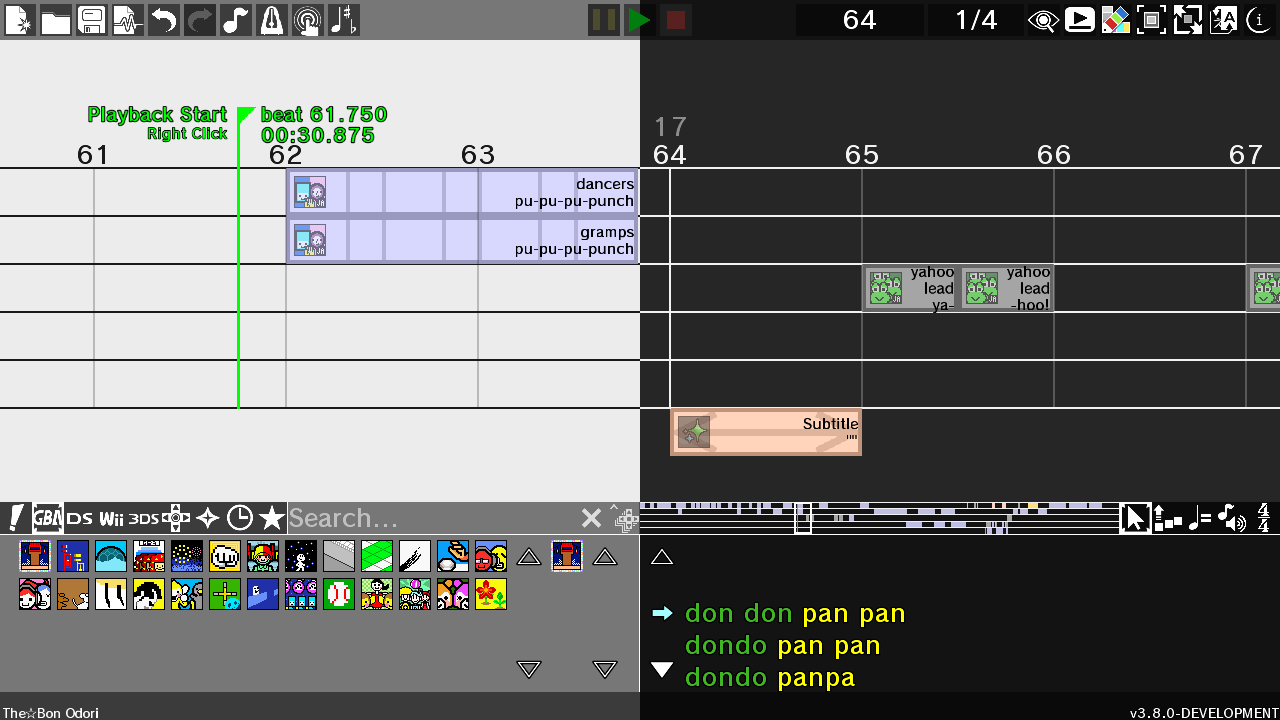 64
1/4
A
i
Playback Start
Right Click
beat 61.750
00:30.875
17
61
62
63
64
65
66
67
dancers
pu-pu-pu-punch
gramps
pu-pu-pu-punch
yahoo
lead
ya-
yahoo
lead
-hoo!
Subtitle
""
GBA
DS
Wii
3DS
Search...
4
4
don don pan pan
dondo pan pan
dondo panpa
The☆Bon Odori
v3.8.0-DEVELOPMENT